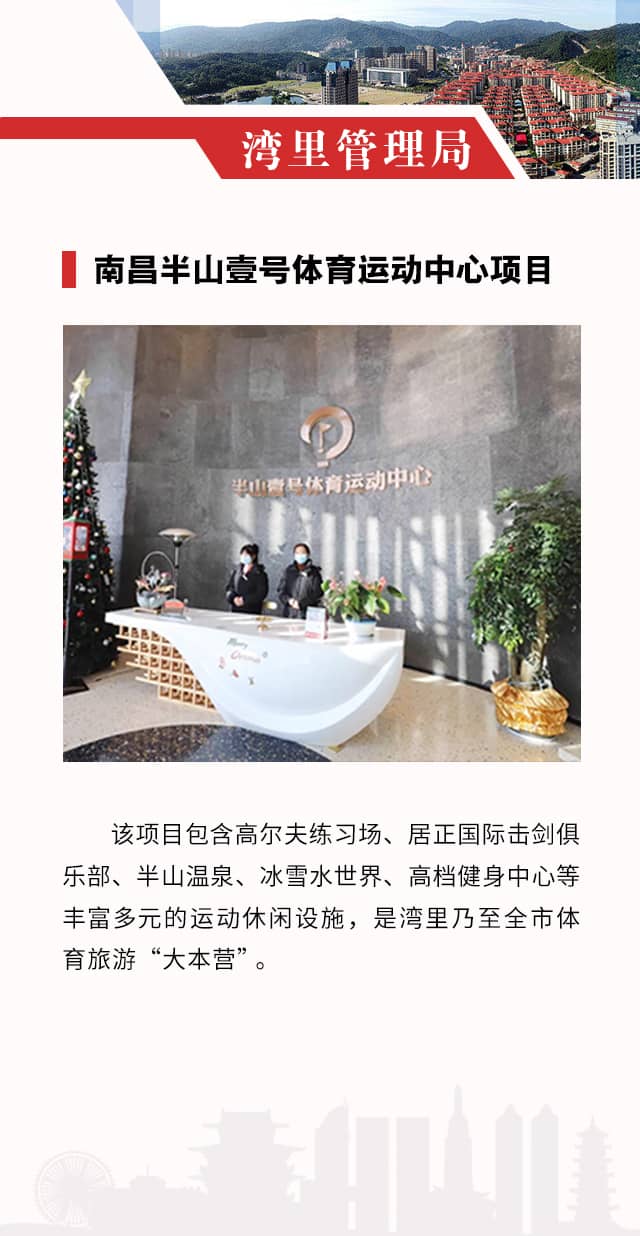 湾里管理局
南昌半山壹号体育运动中心项目
半山壹号体育运动中心
Merry
Christmas
该项目包含高尔夫练习场、居正国际击剑俱
乐部、半山温泉、冰雪水世界、高档健身中心等
丰富多元的运动休闲设施，是湾里乃至全市体
育旅游“大本营”。